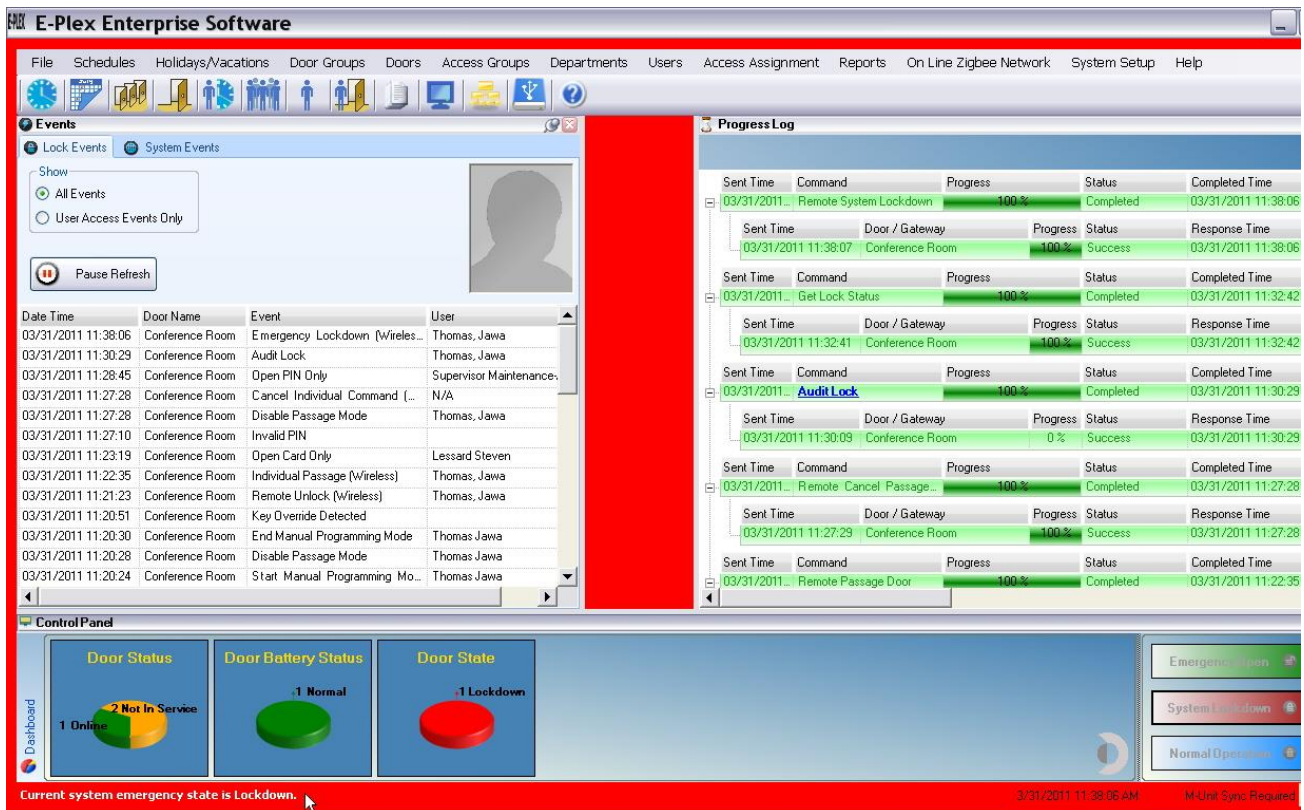 E-PLEX E-Plex Enterprise Software
File Schedules Holidays/Vacations Door Groups Doors Access Groups Departments Users Access Assignment Reports On Line Zigbee Network System Setup Help
Events
Lock Events System Events
Show
All Events
User Access Events Only
Pause Refresh
Date Time Door Name Event User
03/31/2011 11:38:06 Conference Room Emergency Lockdown (Wireles... Thomas, Jawa
03/31/2011 11:30:29 Conference Room Audit Lock Thomas, Jawa
03/31/2011 11:28:45 Conference Room Open PIN Only Supervisor Maintenance
03/31/2011 11:27:28 Conference Room Cancel Individual Command (... N/A
03/31/2011 11:27:28 Conference Room Disable Passage Mode Thomas, Jawa
03/31/2011 11:27:10 Conference Room Invalid PIN
03/31/2011 11:23:19 Conference Room Open Card Only Lessard Steven
03/31/2011 11:22:35 Conference Room Individual Passage (Wireless) Thomas, Jawa
03/31/2011 11:21:23 Conference Room Remote Unlock (Wireless) Thomas, Jawa
03/31/2011 11:20:51 Conference Room Key Override Detected
03/31/2011 11:20:30 Conference Room End Manual Programming Mode Thomas Jawa
03/31/2011 11:20:28 Conference Room Disable Passage Mode Thomas Jawa
03/31/2011 11:20:24 Conference Room Start Manual Programming Mo... Thomas Jawa
Progress Log
Sent Time Command Progress Status Completed Time
03/31/2011... Remote System Lockdown 100 % Completed 03/31/2011 11:38:06
Sent Time Door / Gateway Progress Status Response Time
03/31/2011 11:38:07 Conference Room 100 % Success 03/31/2011 11:38:06
Sent Time Command Progress Status Completed Time
03/31/2011... Get Lock Status 100 % Completed 03/31/2011 11:32:42
Sent Time Door / Gateway Progress Status Response Time
03/31/2011 11:32:41 Conference Room 100 % Success 03/31/2011 11:32:42
Sent Time Command Progress Status Completed Time
03/31/2011... Audit Lock 100 % Completed 03/31/2011 11:30:29
Sent Time Door / Gateway Progress Status Response Time
03/31/2011 11:30:09 Conference Room 0 % Success 03/31/2011 11:30:29
Sent Time Command Progress Status Completed Time
03/31/2011... Remote Cancel Passage... 100 % Completed 03/31/2011 11:27:28
Sent Time Door / Gateway Progress Status Response Time
03/31/2011 11:27:29 Conference Room 100 % Success 03/31/2011 11:27:28
Sent Time Command Progress Status Completed Time
03/31/2011... Remote Passage Door 100 % Completed 03/31/2011 11:22:35
Control Panel
Dashboard
Door Status
2 Not In Service
1 Online
Door Battery Status
1 Normal
Door State
1 Lockdown
Emergency Open
System Lockdown
Normal Operation
Current system emergency state is Lockdown.
3/31/2011 11:38:06 AM M-Unit Sync Required